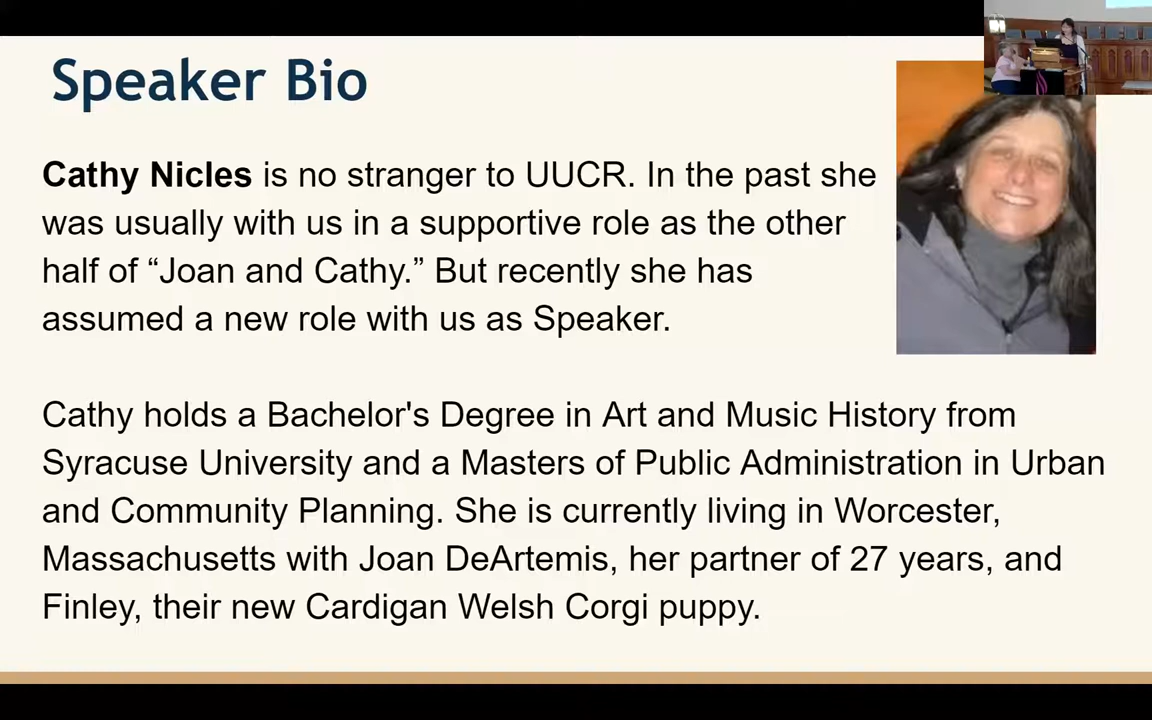 Speaker Bio
Cathy Nicles is no stranger to UUCR. In the past she
was usually with us in a supportive role as the other
half of “Joan and Cathy.” But recently she has
assumed a new role with us as Speaker.
Cathy holds a Bachelor's Degree in Art and Music History from
Syracuse University and a Masters of Public Administration in Urban
and Community Planning. She is currently living in Worcester,
Massachusetts with Joan DeArtemis, her partner of 27 years, and
Finley, their new Cardigan Welsh Corgi puppy.